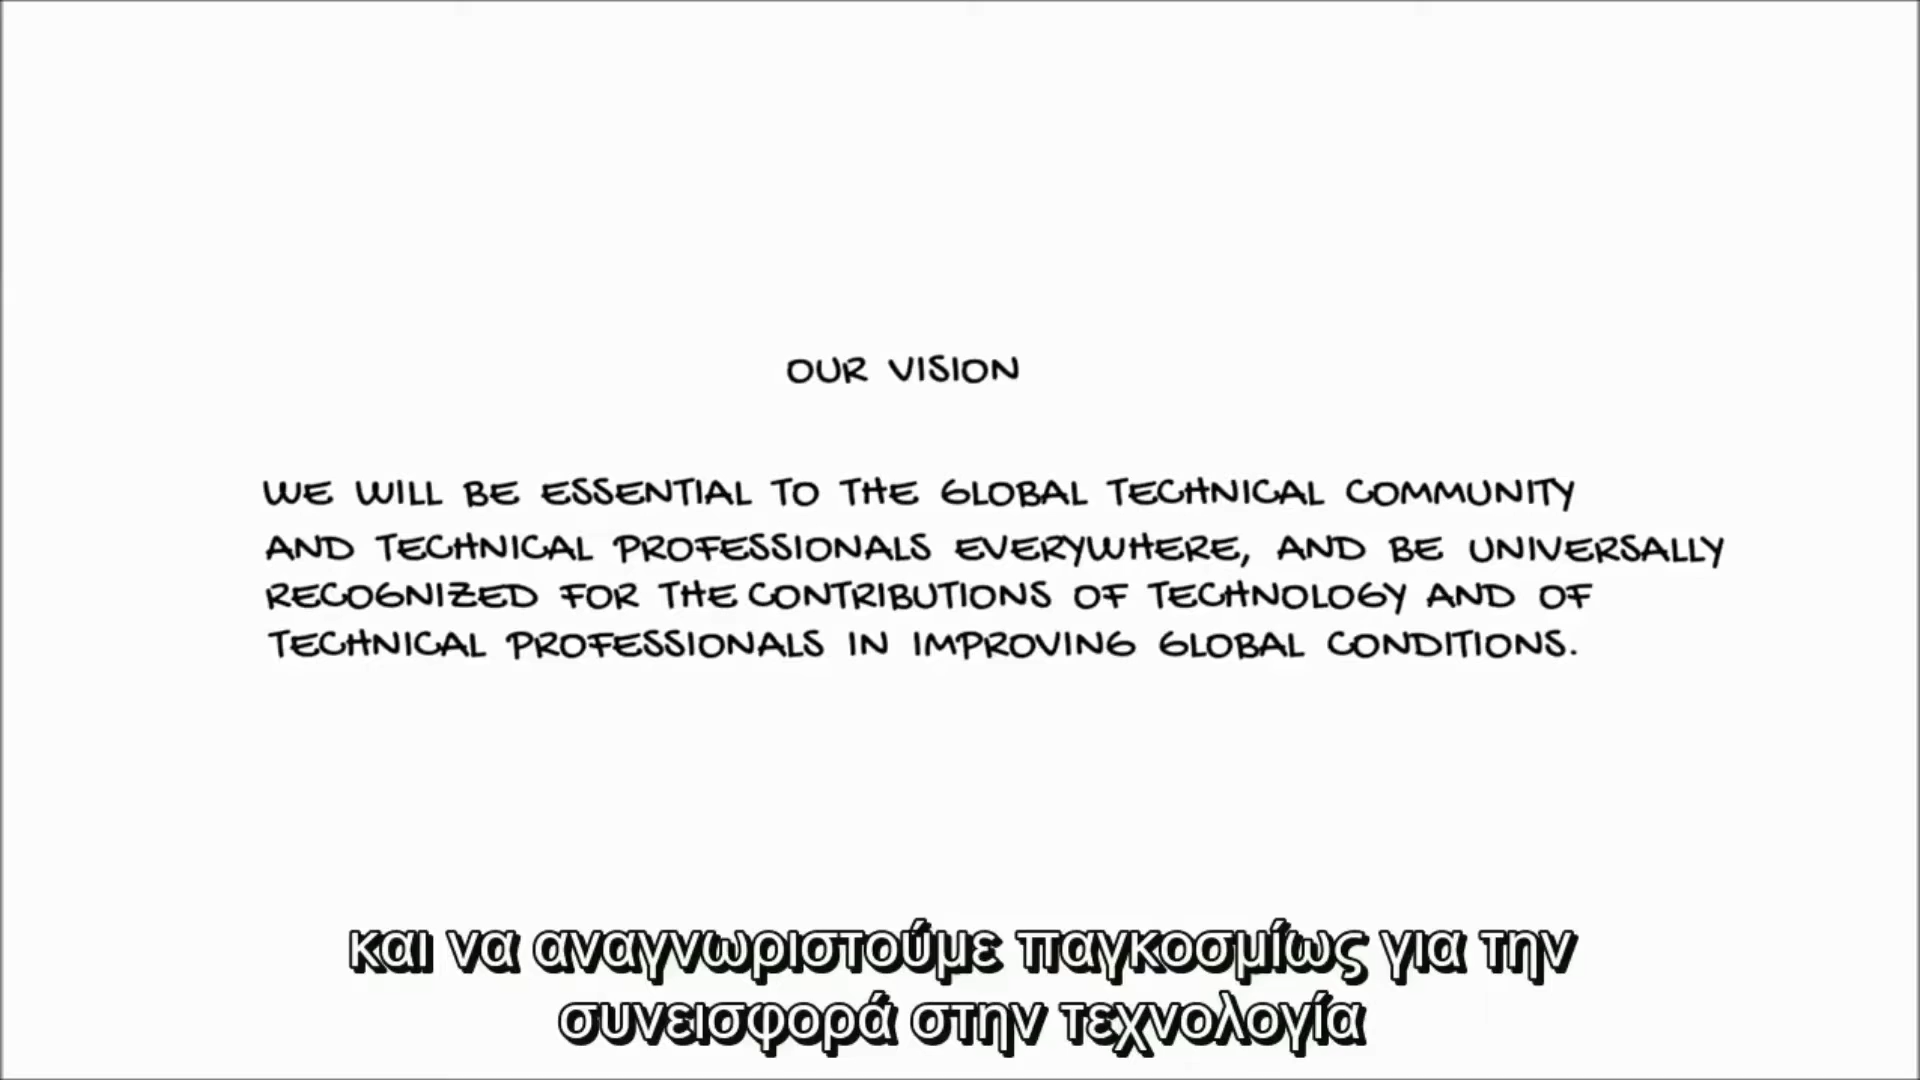 OUR VISION
WE WILL BE ESSENTIAL TO THE GLOBAL TECHNICAL COMMUNITY
AND TECHNICAL PROFESSIONALS EVERYWHERE, AND BE UNIVERSALLY
RECOGNIZED FOR THE CONTRIBUTIONS OF TECHNOLOGY AND OF
TECHNICAL PROFESSIONALS IN IMPROVING GLOBAL CONDITIONS.
και να αναγνωριστούμε παγκοσμίως για την
συνεισφορά στην τεχνολογία